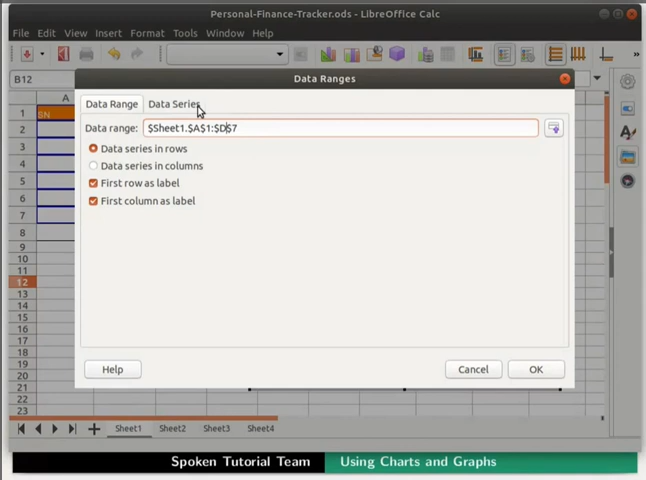 Personal-Finance-Tracker.ods - LibreOffice Calc
File Edit View Insert Format Tools Window Help
B12
Data Ranges
Data Range Data Series
Data range: $Sheet1.$A$1:$D$7
Data series in rows
Data series in columns
First row as label
First column as label
Help Cancel OK
A
1 SN
2
3
4
5
6
7
8
9
10
11
12
13
14
15
16
17
18
19
20
21
22
23
Sheet1 Sheet2 Sheet3 Sheet4
Spoken Tutorial Team Using Charts and Graphs